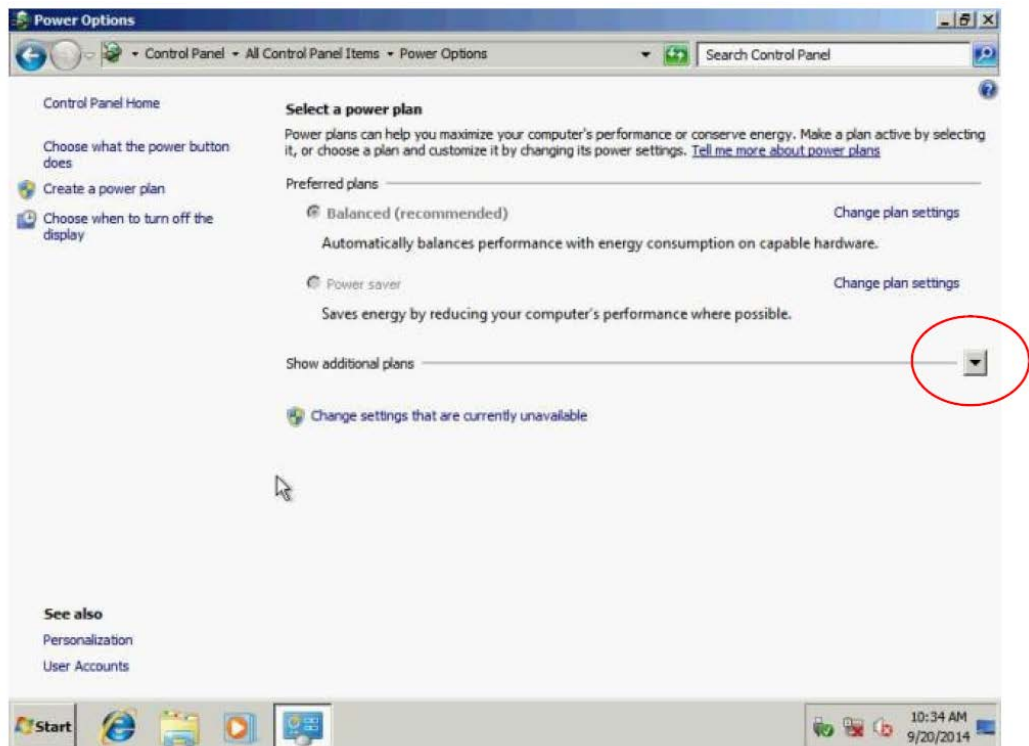 Power Options
Control Panel
All Control Panel Items
Power Options
Search Control Panel
Control Panel Home
Choose what the power button
does
Create a power plan
Choose when to turn off the
display
Select a power plan
Power plans can help you maximize your computer's performance or conserve energy. Make a plan active by selecting
it, or choose a plan and customize it by changing its power settings. Tell me more about power plans
Preferred plans
Balanced (recommended)
Change plan settings
Automatically balances performance with energy consumption on capable hardware.
Power saver
Change plan settings
Saves energy by reducing your computer's performance where possible.
Show additional plans
Change settings that are currently unavailable
See also
Personalization
User Accounts
Start
10:34 AM
9/20/2014